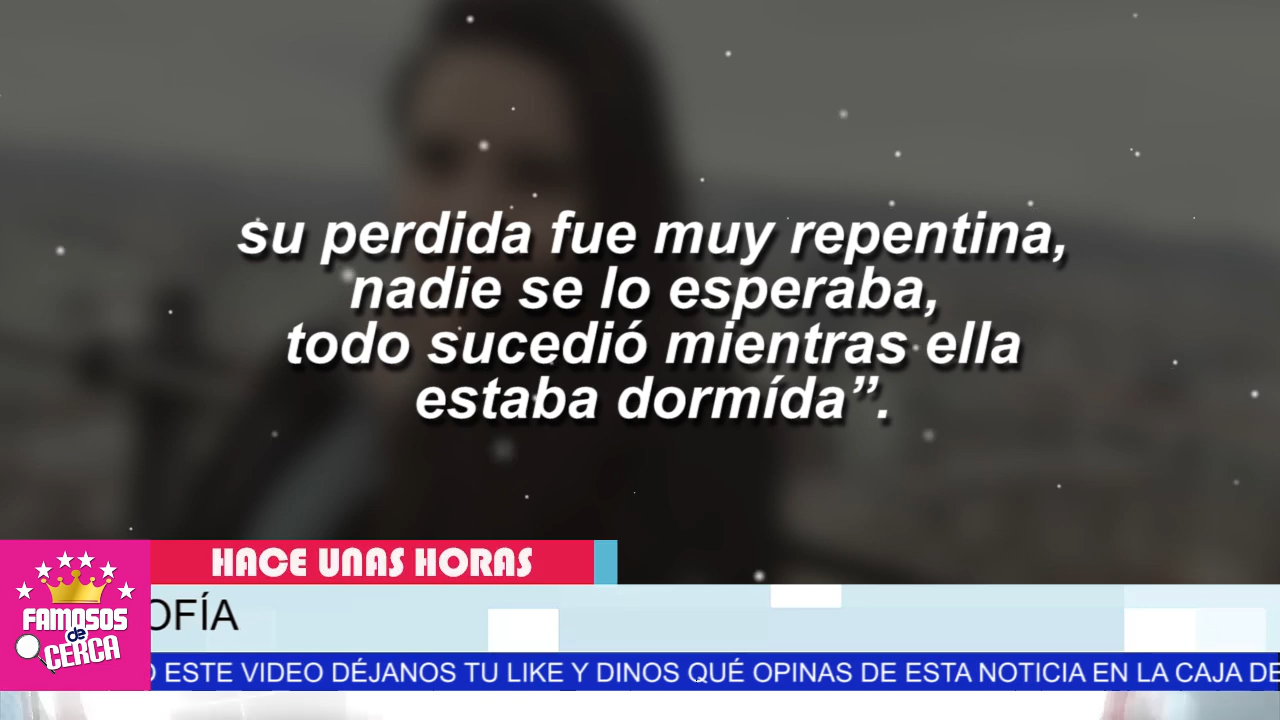 su perdida fue muy repentina,
nadie se lo esperaba,
todo sucedió mientras ella
estaba dormída”.
HACE UNAS HORAS
FAMOSOS
de
CERCA
OFÍA
O ESTE VIDEO DÉJANOS TU LIKE Y DINOS QUÉ OPINAS DE ESTA NOTICIA EN LA CAJA DE